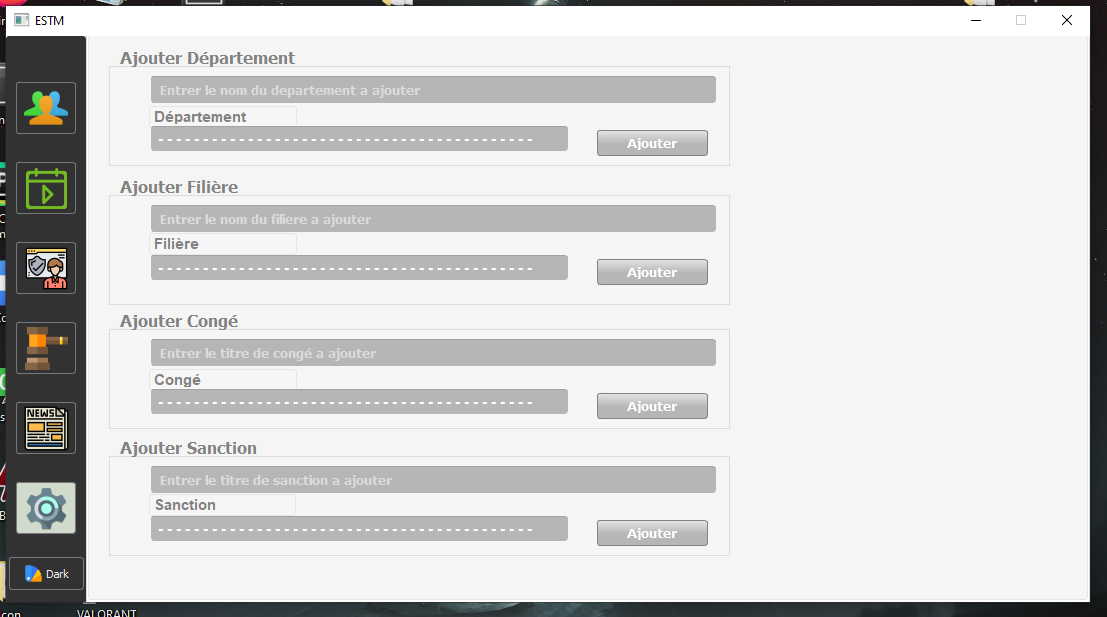 ESTM
Ajouter Département
Entrer le nom du departement a ajouter
Département
- - - - - - - - - - - - - - - - - - - - - - - - - - - - - - - - - - - - - - - - - -
Ajouter
Ajouter Filière
Entrer le nom du filiere a ajouter
Filière
- - - - - - - - - - - - - - - - - - - - - - - - - - - - - - - - - - - - - - - - - -
Ajouter
Ajouter Congé
Entrer le titre de congé a ajouter
Congé
- - - - - - - - - - - - - - - - - - - - - - - - - - - - - - - - - - - - - - - - - -
Ajouter
NEWS
Ajouter Sanction
Entrer le titre de sanction a ajouter
Sanction
- - - - - - - - - - - - - - - - - - - - - - - - - - - - - - - - - - - - - - - - - -
Ajouter
Dark
VALORANT